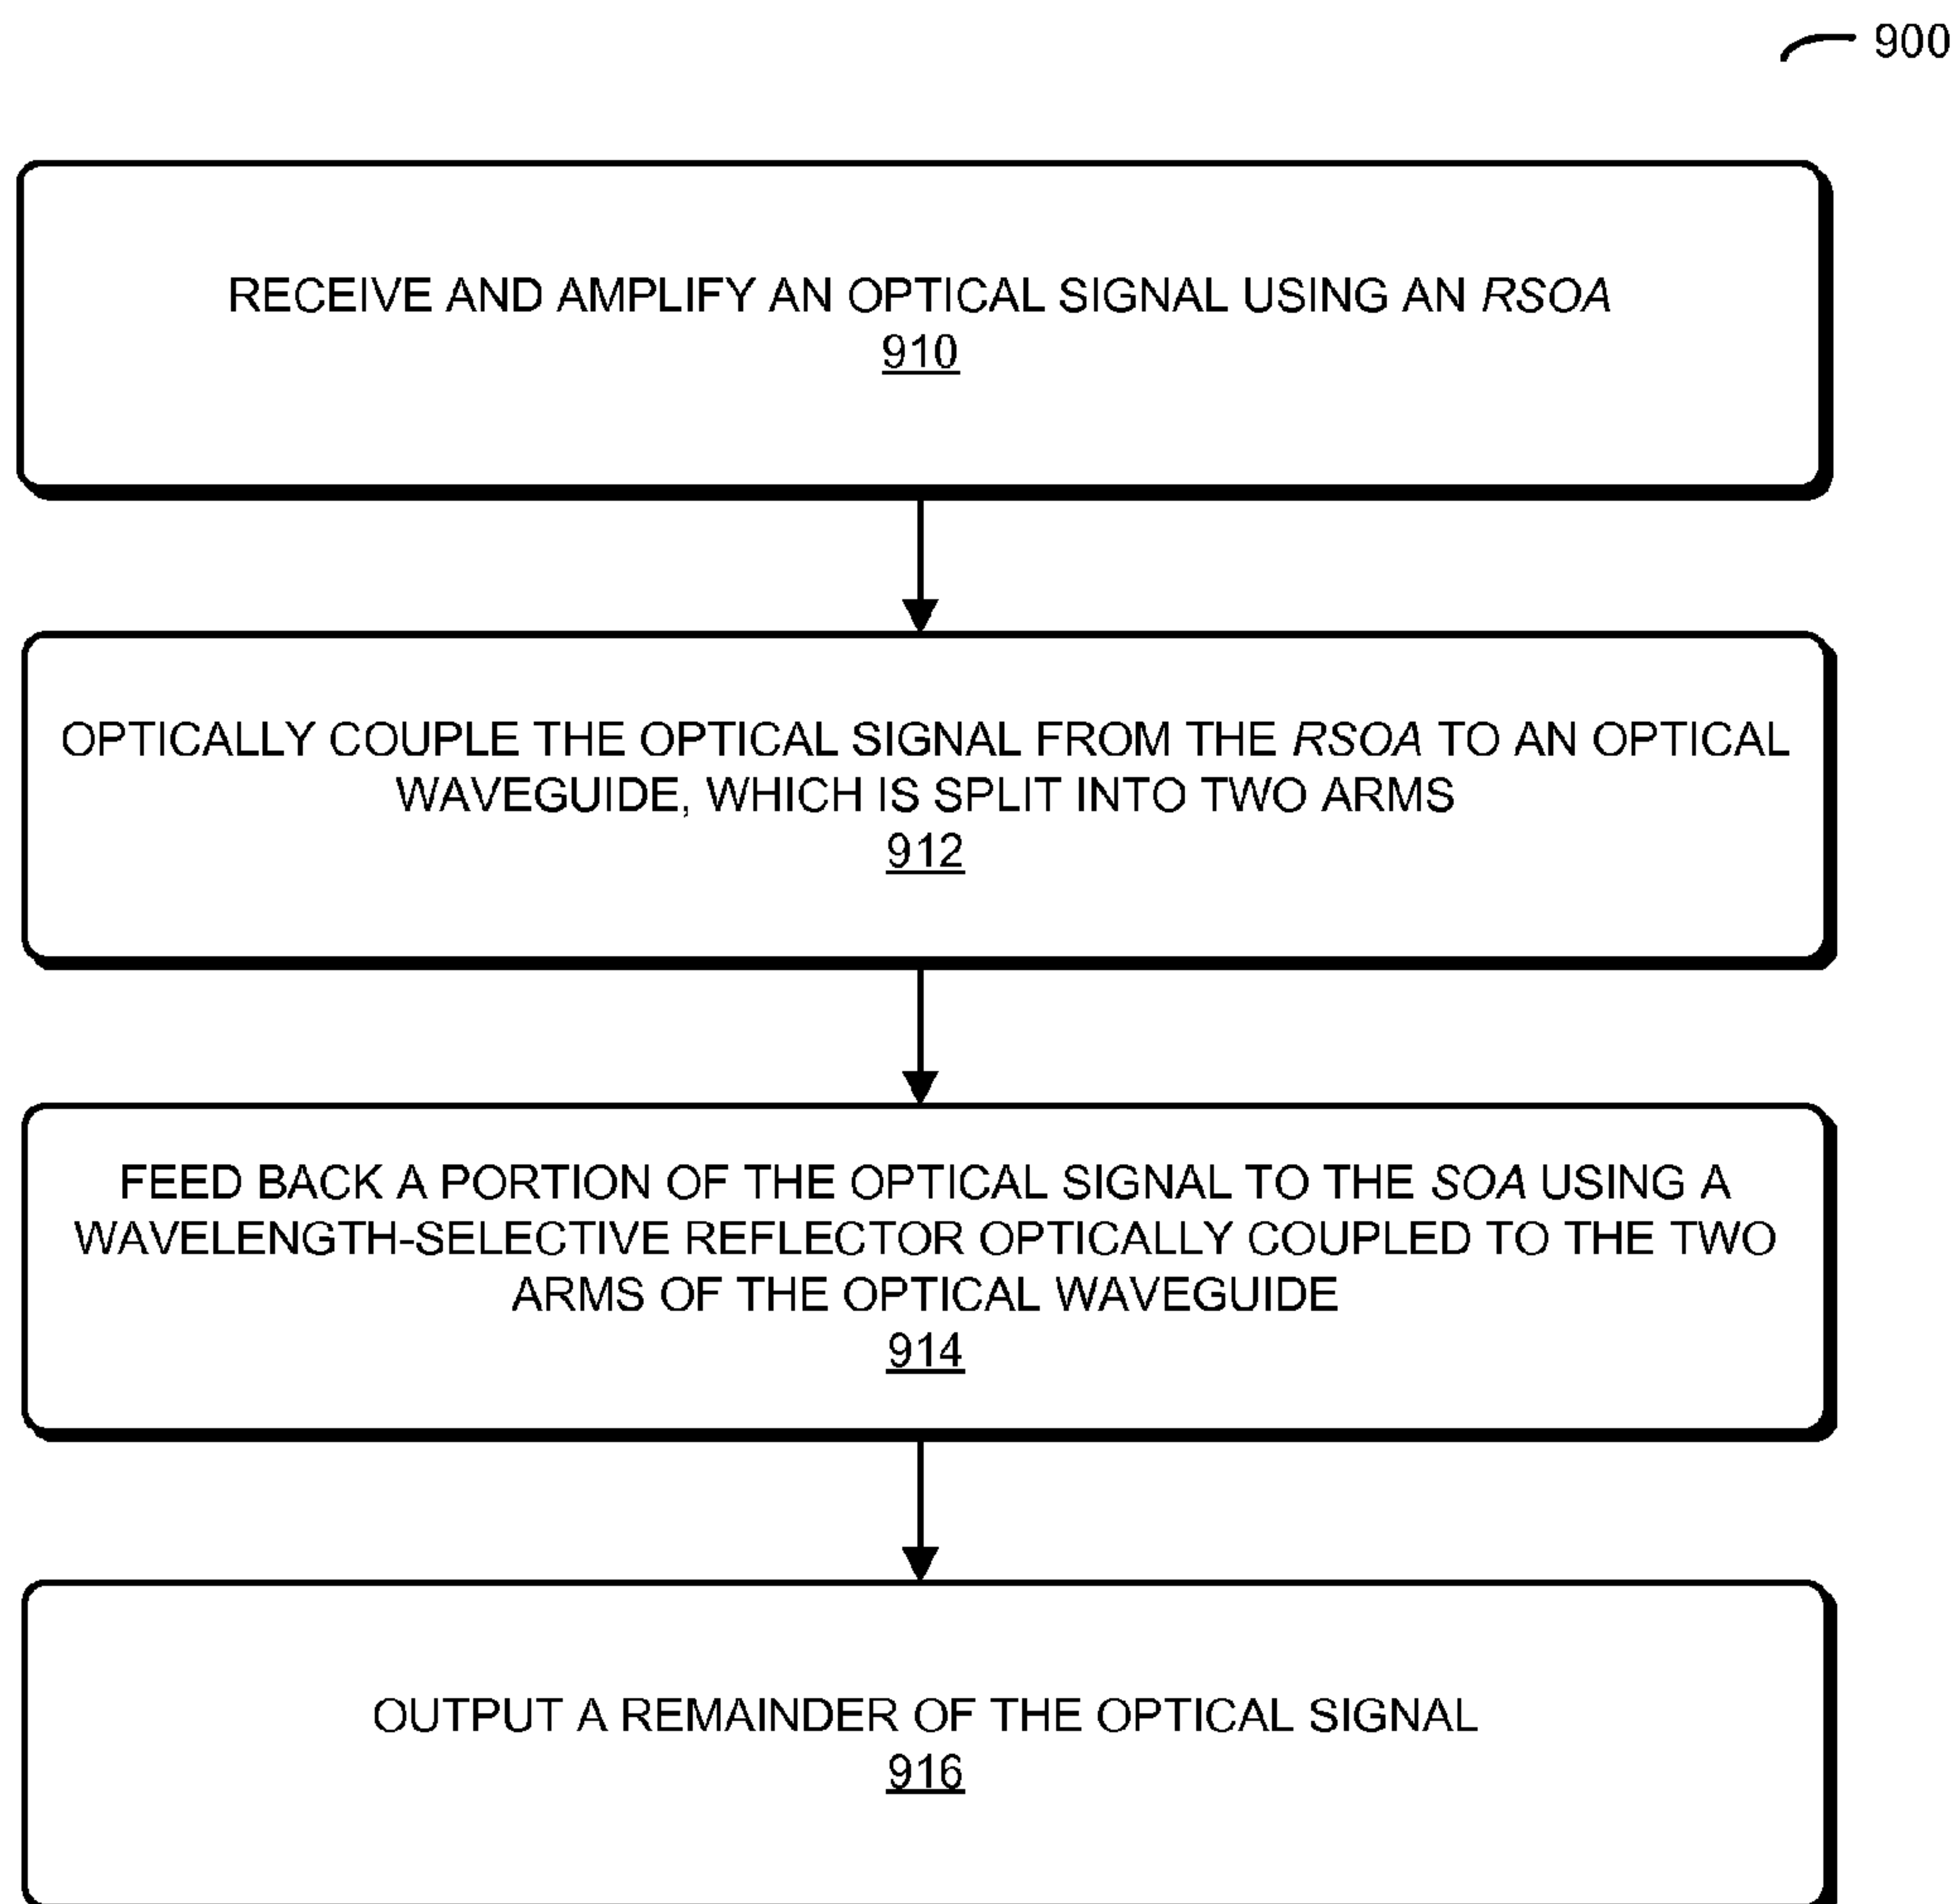 900
RECEIVE AND AMPLIFY AN OPTICAL SIGNAL USING AN RSOA
910
OPTICALLY COUPLE THE OPTICAL SIGNAL FROM THE RSOA TO AN OPTICAL
WAVEGUIDE, WHICH IS SPLIT INTO TWO ARMS
912
FEED BACK A PORTION OF THE OPTICAL SIGNAL TO THE SOA USING A
WAVELENGTH-SELECTIVE REFLECTOR OPTICALLY COUPLED TO THE TWO
ARMS OF THE OPTICAL WAVEGUIDE
914
OUTPUT A REMAINDER OF THE OPTICAL SIGNAL
916